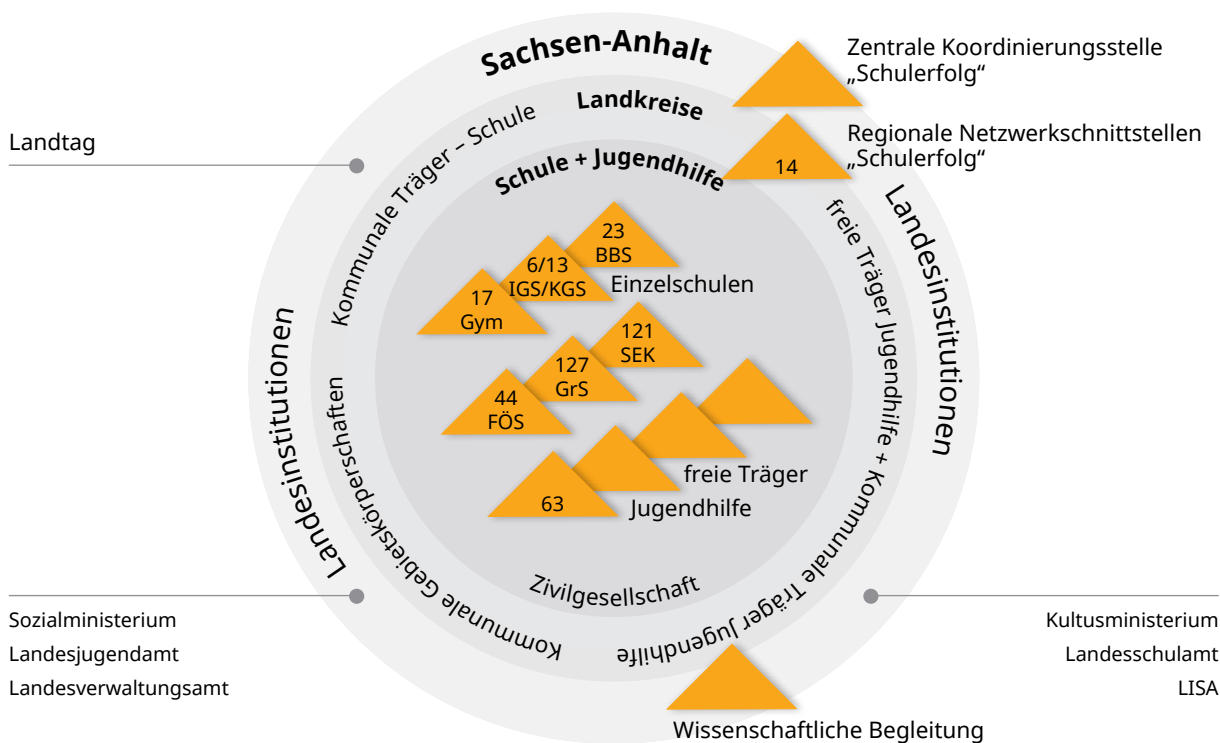 Sachsen-Anhalt
Zentrale Koordinierungsstelle
„Schulerfolg“
Landkreise
Regionale Netzwerkschnittstellen
„Schulerfolg“
14
Landtag
Kommunale Träger – Schule
Schule + Jugendhilfe
Landesinstitutionen
freie Träger Jugendhilfe + Kommunale Träger Jugendhilfe
23
BBS
6/13
IGS/KGS
Einzelschulen
17
Gym
121
SEK
127
GrS
44
FÖS
freie Träger
63
Jugendhilfe
Landesinstitutionen
Kommunale Gebietskörperschaften
Zivilgesellschaft
Sozialministerium
Landesjugendamt
Landesverwaltungsamt
Kultusministerium
Landesschulamt
LISA
Wissenschaftliche Begleitung